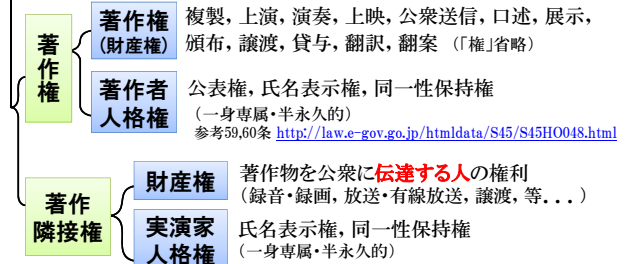 著作権
著作権
(財産権)
複製, 上演, 演奏, 上映, 公衆送信, 口述, 展示,
頒布, 譲渡, 貸与, 翻訳, 翻案 (「権」省略)
著作者
人格権
公表権, 氏名表示権, 同一性保持権
(一身専属・半永久的)
参考59,60条 http://law.e-gov.go.jp/htmldata/S45/S45HO048.html
著作
隣接権
財産権
著作物を公衆に伝達する人の権利
(録音・録画, 放送・有線放送, 譲渡, 等...)
実演家
人格権
氏名表示権, 同一性保持権
(一身専属・半永久的)